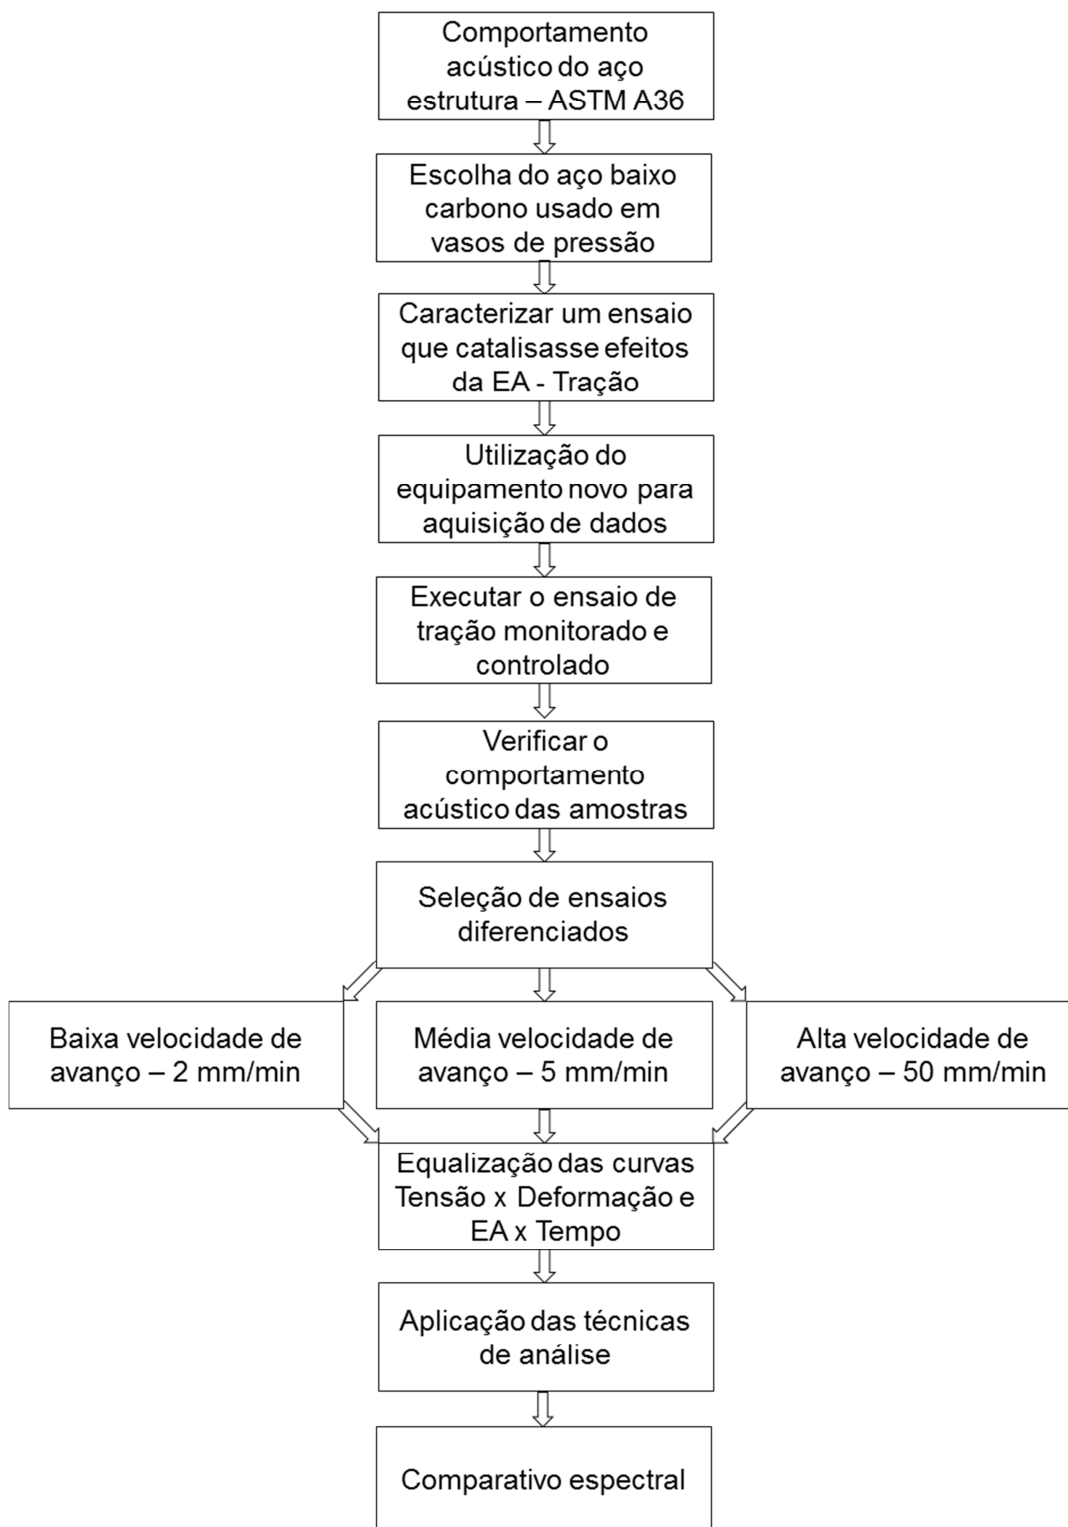 Comportamento
acústico do aço
estrutura – ASTM A36
Escolha do aço baixo
carbono usado em
vasos de pressão
Caracterizar um ensaio
que catalisasse efeitos
da EA - Tração
Utilização do
equipamento novo para
aquisição de dados
Executar o ensaio de
tração monitorado e
controlado
Verificar o
comportamento
acústico das amostras
Seleção de ensaios
diferenciados
Baixa velocidade de
avanço – 2 mm/min
Média velocidade de
avanço – 5 mm/min
Alta velocidade de
avanço – 50 mm/min
Equalização das curvas
Tensão x Deformação e
EA x Tempo
Aplicação das técnicas
de análise
Comparativo espectral